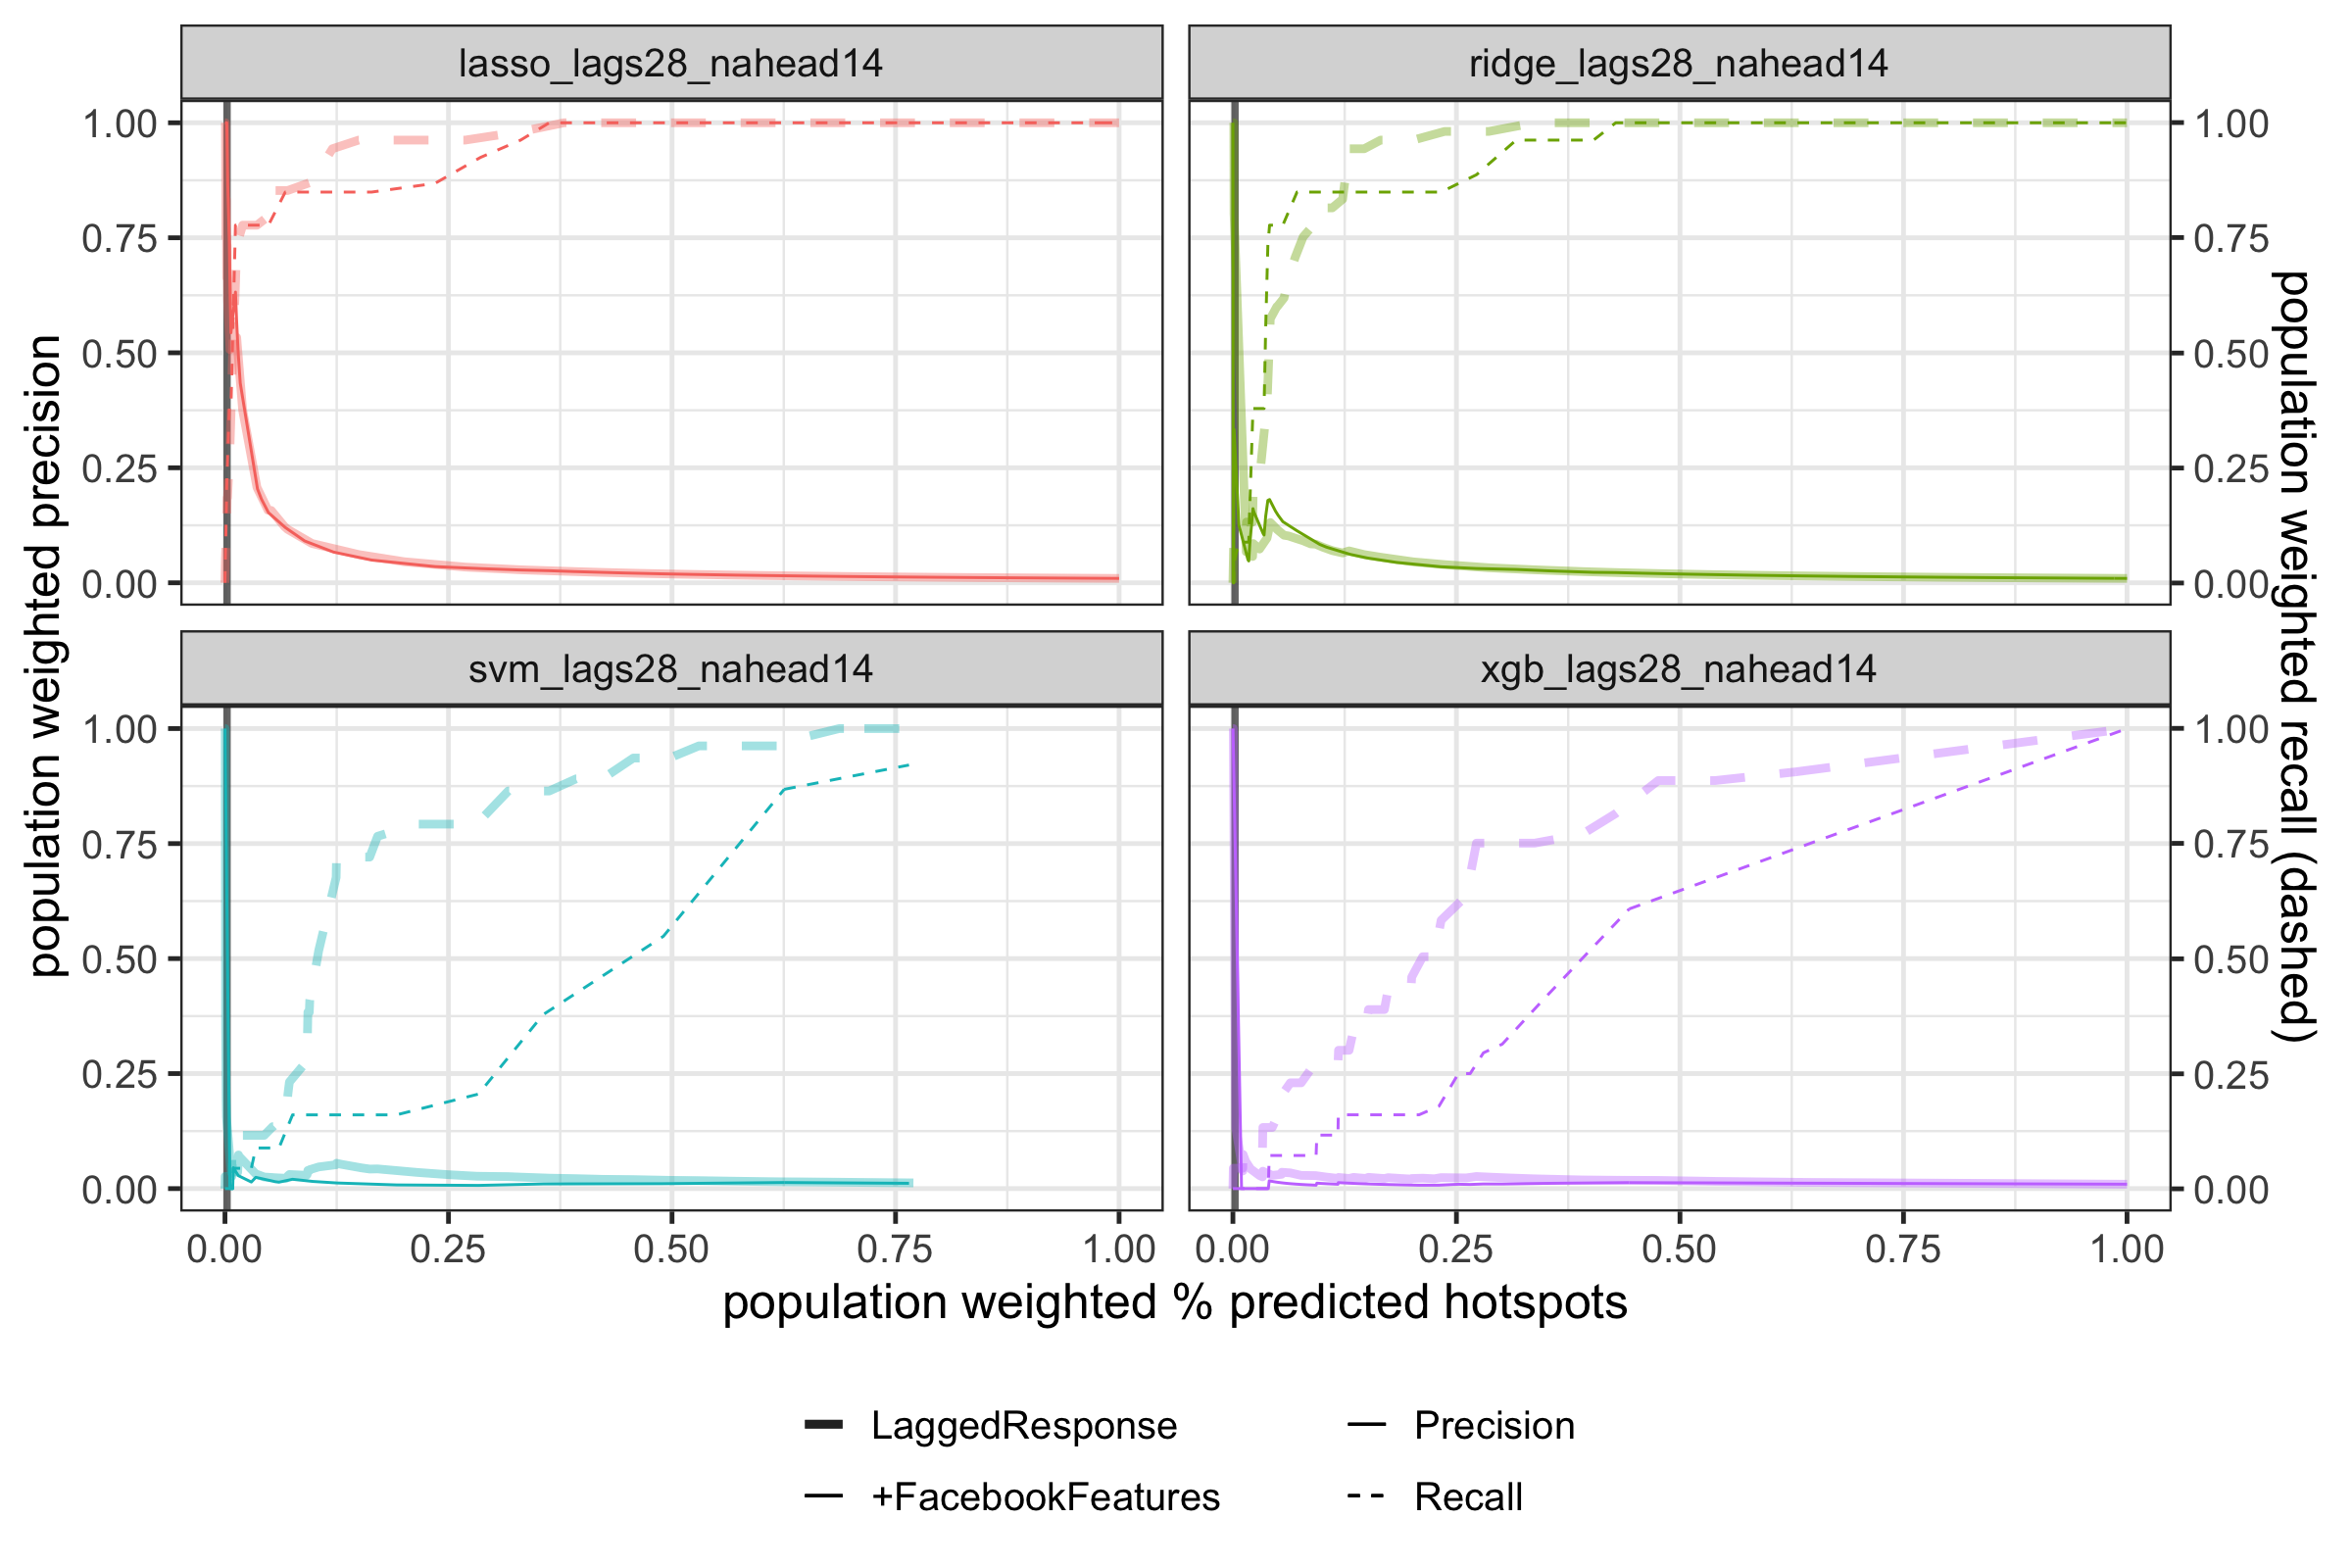 lasso_lags28_nahead14
ridge_lags28_nahead14
1.00
0.75
0.50
0.25
0.00
1.00
0.75
0.50
0.25
0.00
svm_lags28_nahead14
xgb_lags28_nahead14
1.00
0.75
0.50
0.25
0.00
1.00
0.75
0.50
0.25
0.00
population weighted precision
population weighted recall (dashed)
0.00 0.25 0.50 0.75 1.00
0.00 0.25 0.50 0.75 1.00
population weighted % predicted hotspots
LaggedResponse
+FacebookFeatures
Precision
Recall